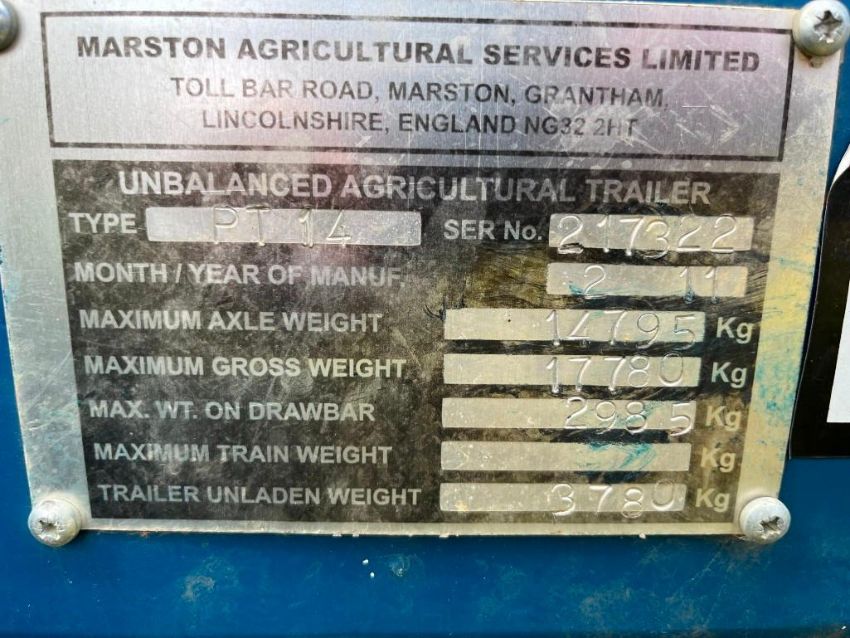 MARSTON AGRICULTURAL SERVICES LIMITED
TOLL BAR ROAD, MARSTON, GRANTHAM,
LINCOLNSHIRE, ENGLAND NG32 2HT
UNBALANCED AGRICULTURAL TRAILER
TYPE PT 14 SER No. 217322
MONTH / YEAR OF MANUF. 2 11
MAXIMUM AXLE WEIGHT 14795 Kg
MAXIMUM GROSS WEIGHT 17780 Kg
MAX. WT. ON DRAWBAR 2985 Kg
MAXIMUM TRAIN WEIGHT Kg
TRAILER UNLADEN WEIGHT 3780 Kg